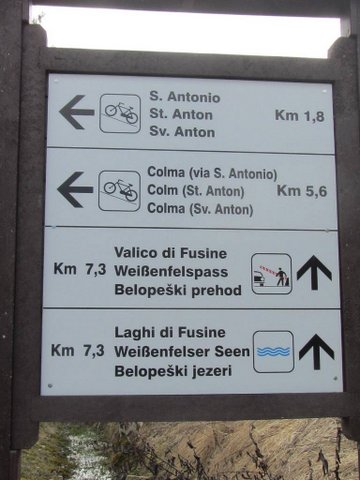 S. Antonio
St. Anton
Sv. Anton
Km 1,8
Colma (via S. Antonio)
Colm (St. Anton)
Colma (Sv. Anton)
Km 5,6
Km 7,3
Valico di Fusine
Weißenfelspass
Belopeški prehod
Km 7,3
Laghi di Fusine
Weißenfelser Seen
Belopeški jezeri